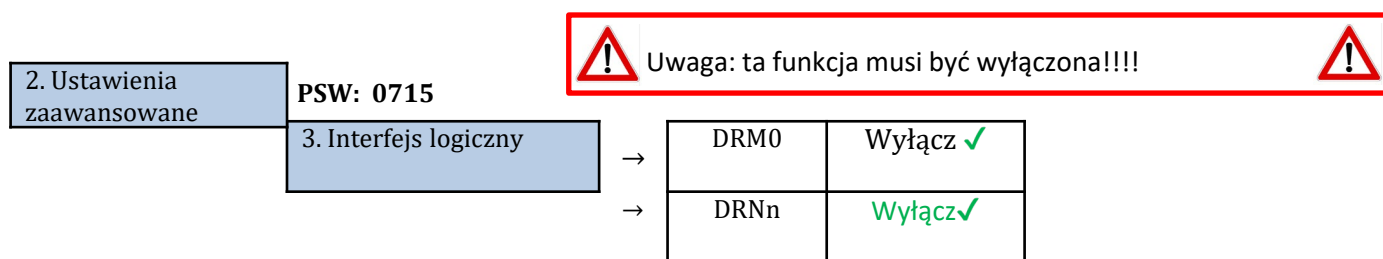 Uwaga: ta funkcja musi być wyłączona!!!!
2. Ustawienia
zaawansowane
PSW: 0715
3. Interfejs logiczny
→ DRM0 Wyłącz ✓
→ DRNn Wyłącz✓